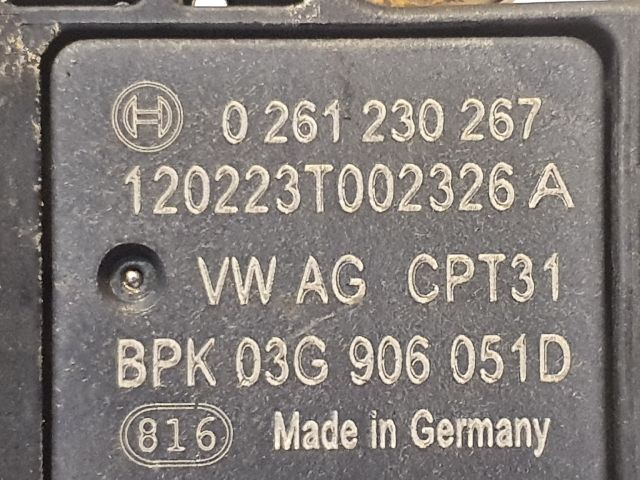 0 261 230 267
120223T002326 A
VW AG CPT31
BPK 03G 906 051D
816 Made in Germany